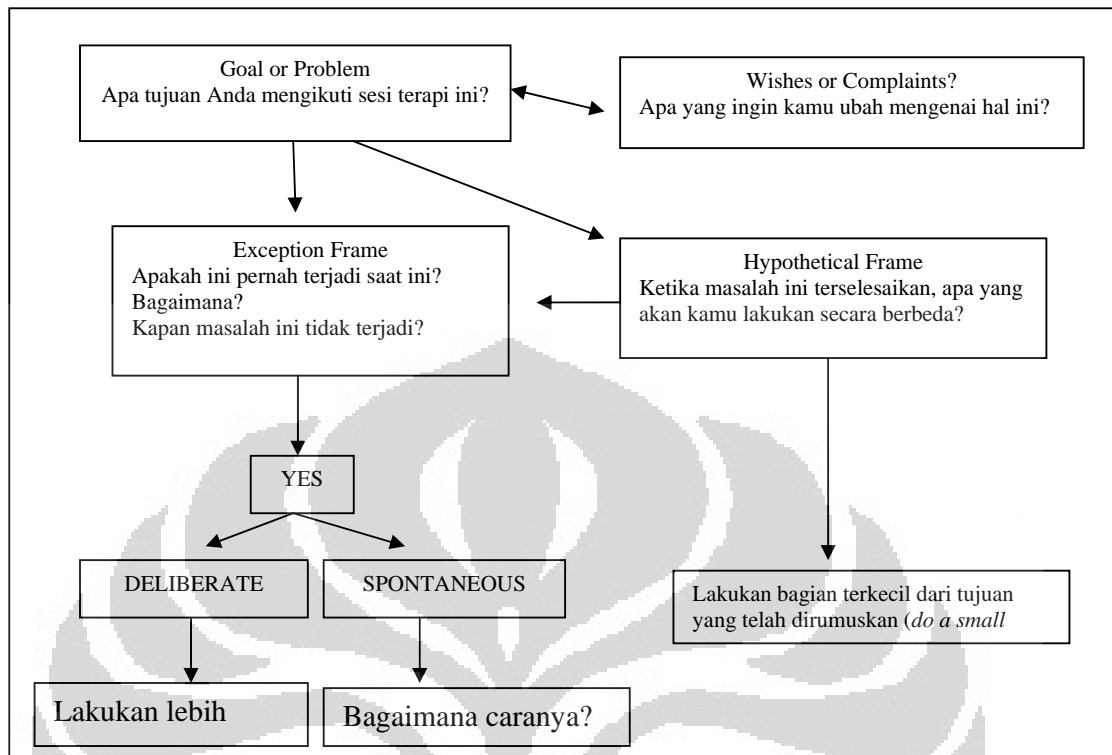 Goal or Problem
Apa tujuan Anda mengikuti sesi terapi ini?
Wishes or Complaints?
Apa yang ingin kamu ubah mengenai hal ini?
Exception Frame
Apakah ini pernah terjadi saat ini?
Bagaimana?
Kapan masalah ini tidak terjadi?
Hypothetical Frame
Ketika masalah ini terselesaikan, apa yang
akan kamu lakukan secara berbeda?
YES
DELIBERATE
SPONTANEOUS
Lakukan bagian terkecil dari tujuan
yang telah dirumuskan (do a small
Lakukan lebih
Bagaimana caranya?